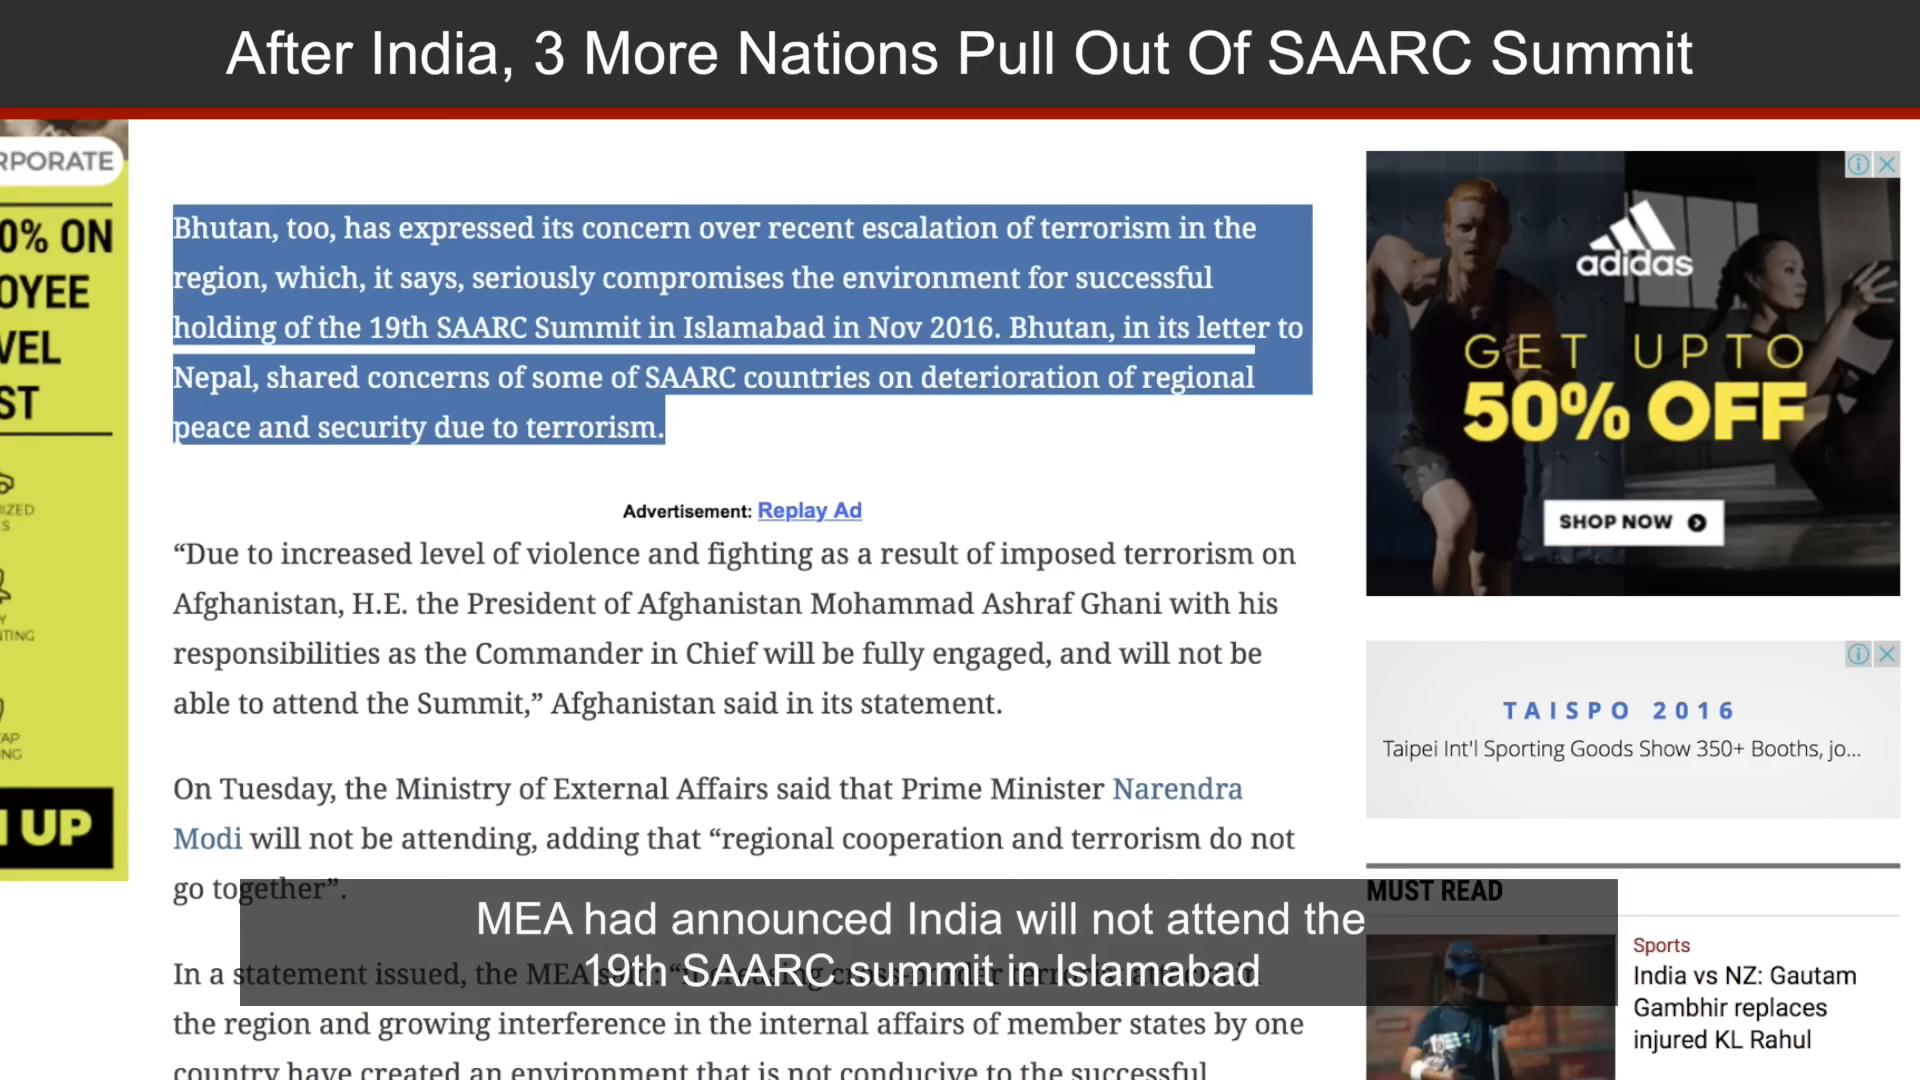 After India, 3 More Nations Pull Out Of SAARC Summit
RPORATE
0% ON
OYEE
VEL
ST
IZED
S
Y
TING
AP
NG
UP
Bhutan, too, has expressed its concern over recent escalation of terrorism in the
region, which, it says, seriously compromises the environment for successful
holding of the 19th SAARC Summit in Islamabad in Nov 2016. Bhutan, in its letter to
Nepal, shared concerns of some of SAARC countries on deterioration of regional
peace and security due to terrorism.
Advertisement: Replay Ad
“Due to increased level of violence and fighting as a result of imposed terrorism on
Afghanistan, H.E. the President of Afghanistan Mohammad Ashraf Ghani with his
responsibilities as the Commander in Chief will be fully engaged, and will not be
able to attend the Summit,” Afghanistan said in its statement.
On Tuesday, the Ministry of External Affairs said that Prime Minister Narendra
Modi will not be attending, adding that “regional cooperation and terrorism do not
go together”.
In a statement issued, the MEA
the region and growing interference in the internal affairs of member states by one
country have created an environment that is not conducive to the successful
MEA had announced India will not attend the
19th SAARC summit in Islamabad
adidas
GET UPTO
50% OFF
SHOP NOW
TAISPO 2016
Taipei Int'l Sporting Goods Show 350+ Booths, jo...
MUST READ
Sports
India vs NZ: Gautam
Gambhir replaces
injured KL Rahul